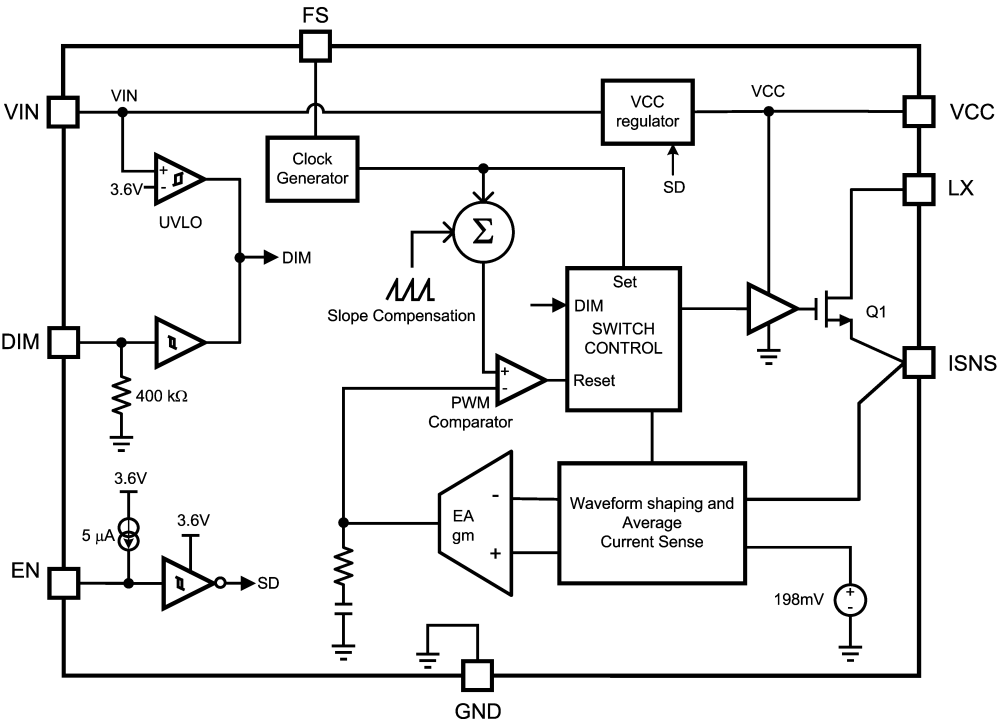 FS
VIN
VIN
VCC
regulator
VCC
VCC
Clock
Generator
SD
LX
3.6V
+
-
UVLO
DIM
Σ
Slope Compensation
Set
DIM
SWITCH
CONTROL
Reset
Q1
DIM
400 kΩ
ISNS
+
-
PWM
Comparator
3.6V
5 μA
3.6V
EN
SD
EA
gm
-
+
Waveform shaping and
Average
Current Sense
198mV
+
-
GND